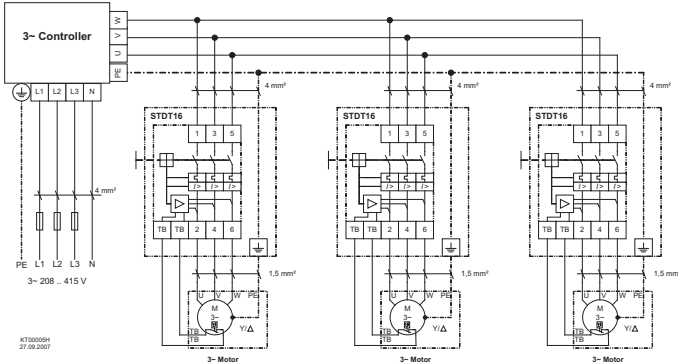 3~ Controller
W
V
U
PE
L1 L2 L3 N
4 mm²
PE L1 L2 L3 N
3~ 208 .. 415 V
KT00005H
27.09.2007
4 mm²
STDT16
1 3 5
I > I > I >
TB TB 2 4 6
1,5 mm²
U V W PE
M
3~
Y/Δ
TB
TB
3~ Motor
4 mm²
STDT16
1 3 5
I > I > I >
TB TB 2 4 6
1,5 mm²
U V W PE
M
3~
Y/Δ
TB
TB
3~ Motor
4 mm²
STDT16
1 3 5
I > I > I >
TB TB 2 4 6
1,5 mm
U V W PE
M
3~
Y/Δ
TB
TB
3~ Motor